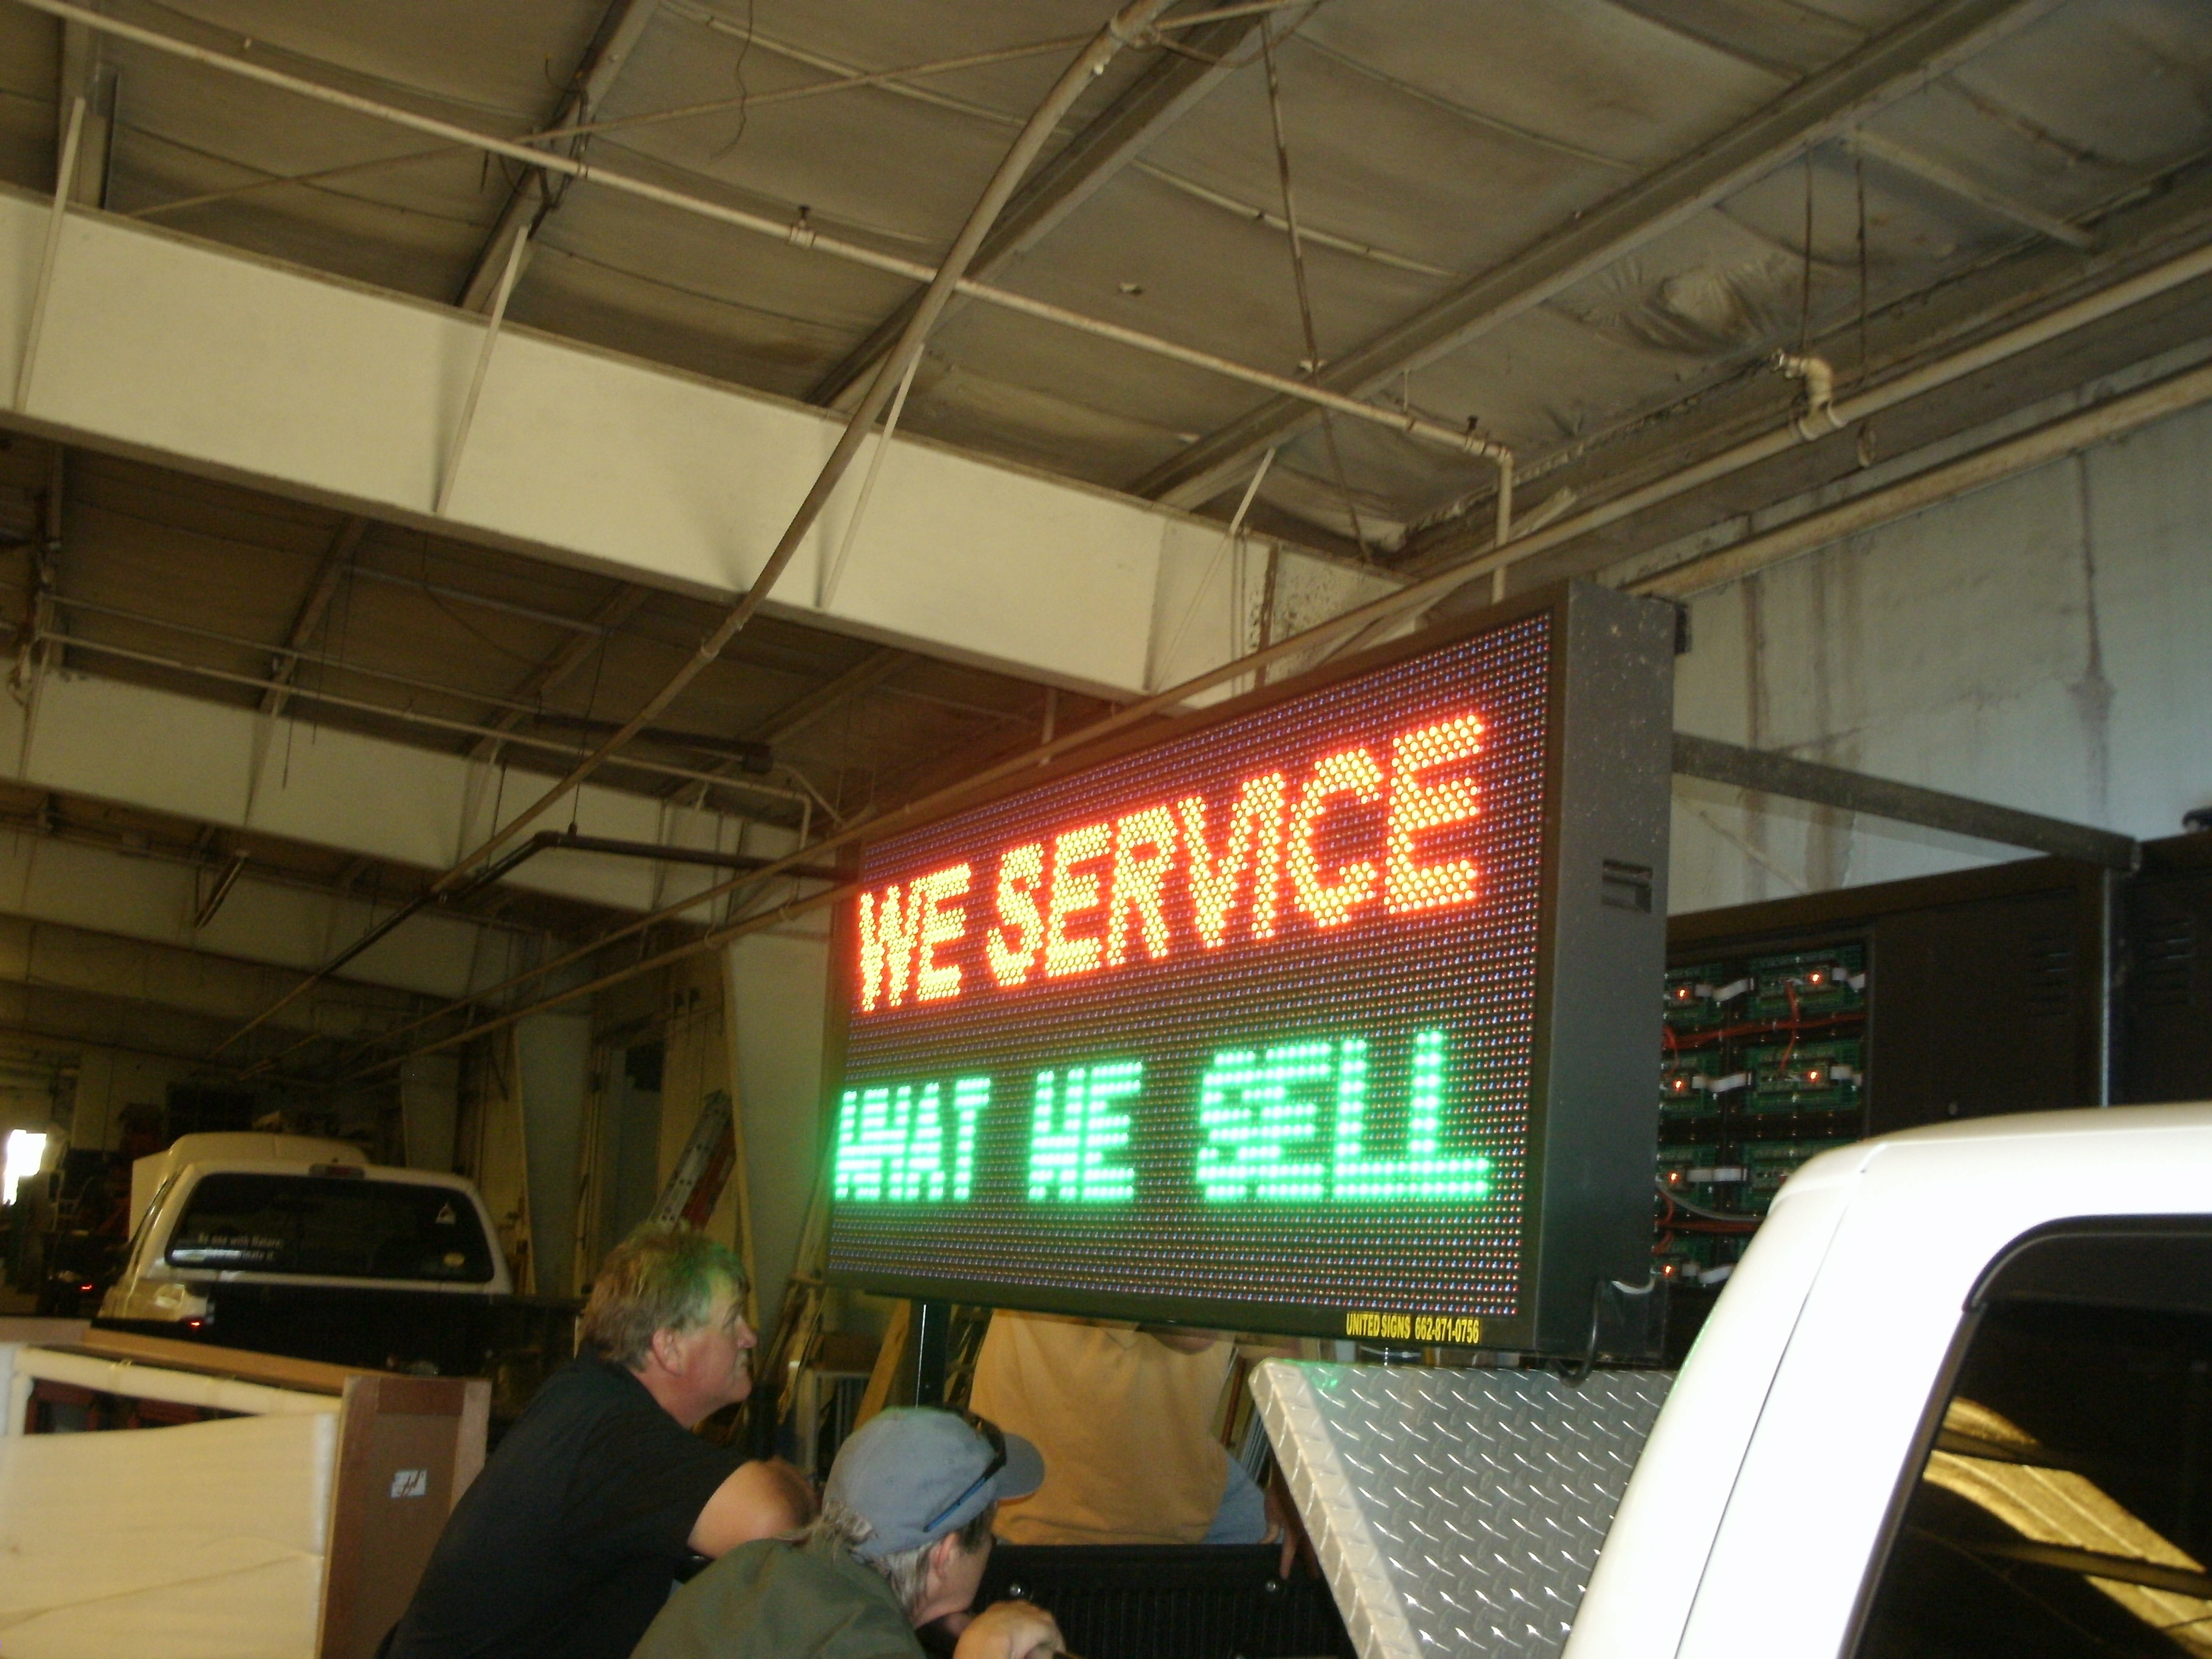 WE SERVICE
WHAT WE SELL
UNITED SIGNS 662-871-0756